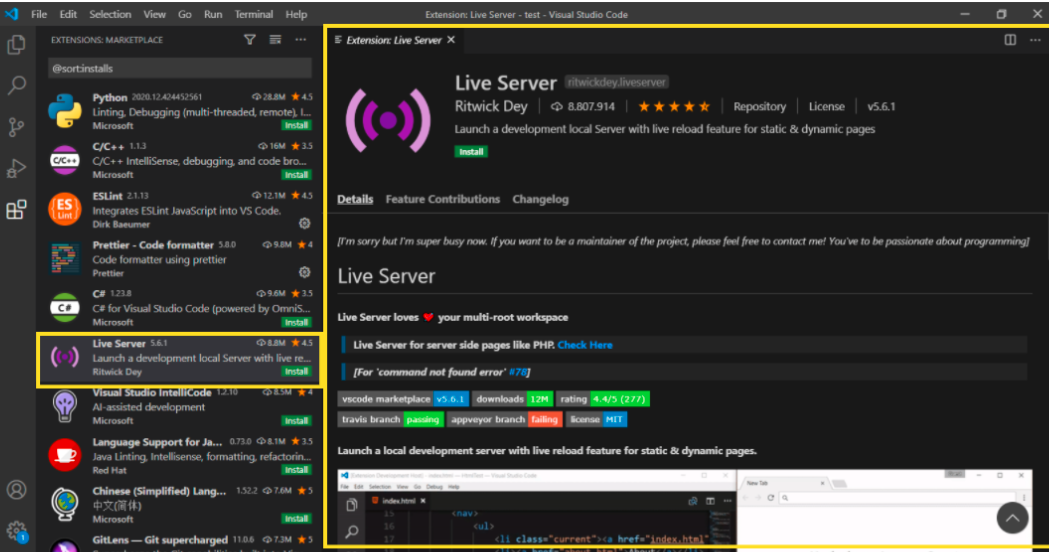 File Edit Selection View Go Run Terminal Help
Extension: Live Server - test - Visual Studio Code
EXTENSIONS: MARKETPLACE
@sort:installs
Python 2020.12.424452561 28.8M 4.5
Linting, Debugging (multi-threaded, remote), I...
Microsoft Install
C/C++ C/C++ 1.1.3 16M 3.5
C/C++ IntelliSense, debugging, and code bro...
Microsoft Install
ES Lint ESLint 2.1.13 12.1M 4.5
Integrates ESLint JavaScript into VS Code.
Dirk Baeumer
Prettier - Code formatter 5.8.0 9.8M 4
Code formatter using prettier
Prettier
C# C# 1.23.8 9.6M 3.5
C# for Visual Studio Code (powered by OmniS...
Microsoft Install
Live Server 5.6.1 8.8M 4.5
Launch a development local Server with live re...
Ritwick Dey Install
Visual Studio IntelliCode 1.2.10 8.5M 4
AI-assisted development
Microsoft Install
Language Support for Ja... 0.73.0 8.1M 3.5
Java Linting, Intellisense, formatting, refactorin...
Red Hat Install
Chinese (Simplified) Lang... 1.52.2 7.6M 5
中文(简体)
Microsoft Install
GitLens — Git supercharged 11.0.6 7.3M 5
1
Extension: Live Server
Live Server ritwickdey.liveserver
Ritwick Dey 8.807.914 Repository License v5.6.1
Launch a development local Server with live reload feature for static & dynamic pages
Install
Details Feature Contributions Changelog
[I'm sorry but I'm super busy now. If you want to be a maintainer of the project, please feel free to contact me! You've to be passionate about programming]
Live Server
Live Server loves your multi-root workspace
Live Server for server side pages like PHP. Check Here
[For 'command not found error' #78]
vscode marketplace v5.6.1 downloads 12M rating 4.4/5 (277)
travis branch passing appveyor branch failing license MIT
Launch a local development server with live reload feature for static & dynamic pages.
File Edit Selection View Go Debug Help
index.html
New Tab
15 <nav>
16 <ul>
17 <li class="current"><a href="index.html"